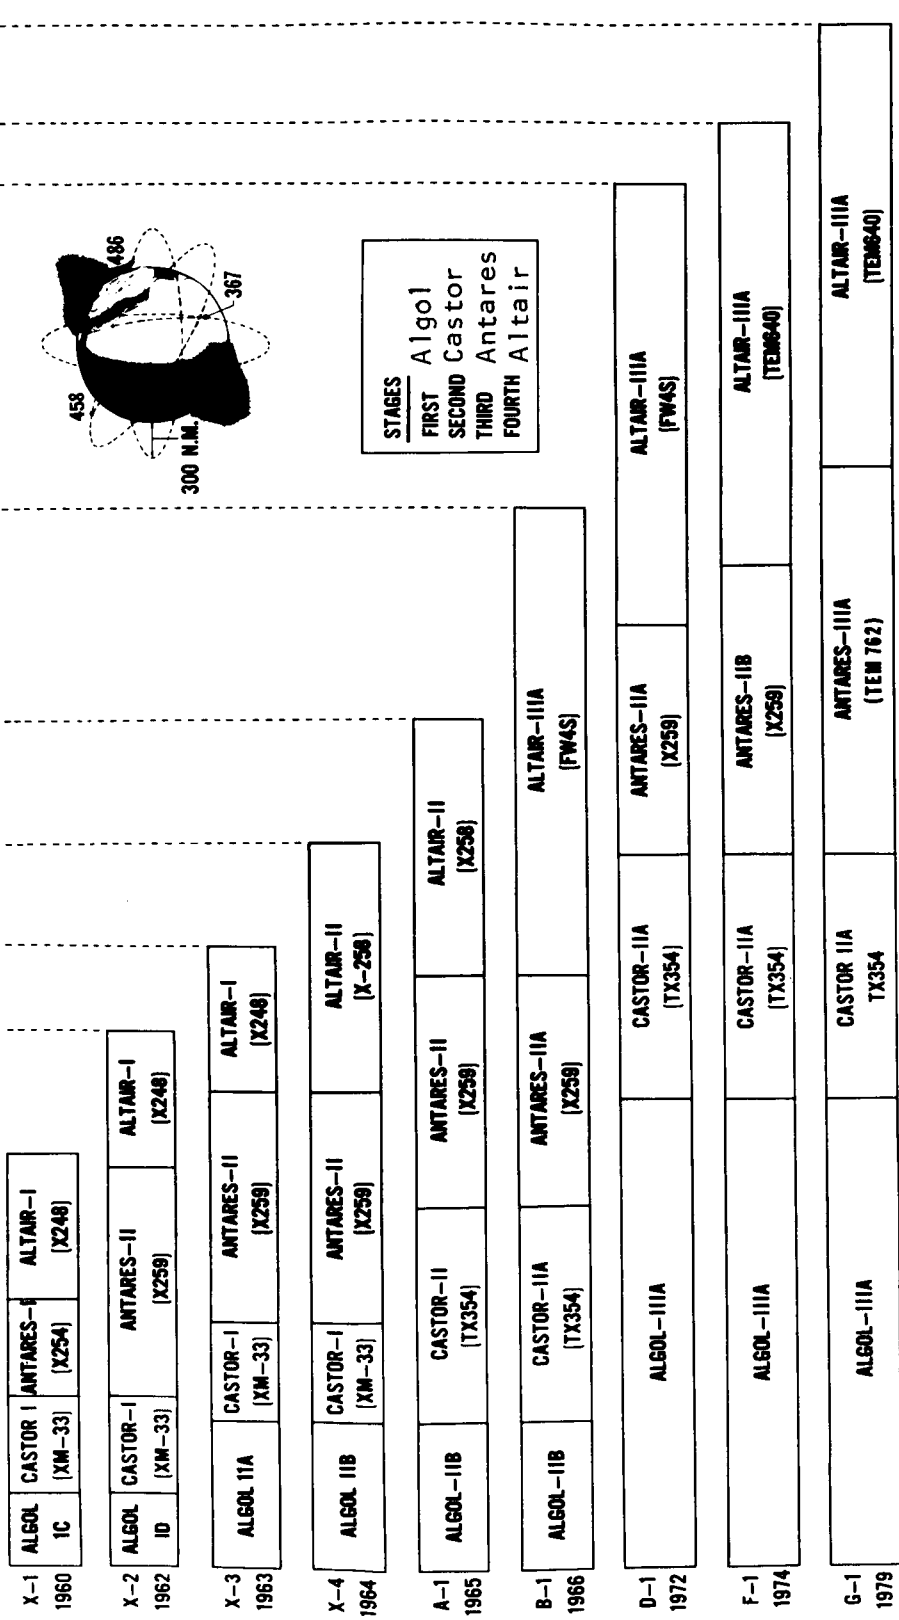 X-1
1960
ALGOL
1C
CASTOR I
(XM-33)
ANTARES-
(X254)
ALTAIR-I
(X248)
X-2
1962
ALGOL
ID
CASTOR-I
(XM-33)
ANTARES-II
(X259)
ALTAIR-I
(X248)
X-3
1963
ALGOL 11A
CASTOR-I
(XM-33)
ANTARES-II
(X259)
ALTAIR-I
(X248)
X-4
1964
ALGOL IIB
CASTOR-I
(XM-33)
ANTARES-II
(X259)
ALTAIR-II
(X-258)
A-1
1965
ALGOL-IIB
CASTOR-II
(TX354)
ANTARES-II
(X259)
ALTAIR-II
(X258)
B-1
1966
ALGOL-IIB
CASTOR-IIA
(TX354)
ANTARES-IIA
(X259)
ALTAIR-IIIA
(FW4S)
D-1
1972
ALGOL-IIIA
CASTOR-IIA
(TX354)
ANTARES-IIA
(X259)
ALTAIR-IIIA
(FW4S)
F-1
1974
ALGOL-IIIA
CASTOR-IIA
(TX354)
ANTARES-IIB
(X259)
ALTAIR-IIIA
(TEM640)
G-1
1979
ALGOL-IIIA
CASTOR IIA
TX354
ANTARES-IIIA
(TEM 762)
ALTAIR-IIIA
(TEM640)
458
486
367
300 N.M.
STAGES
FIRST Algol
SECOND Castor
THIRD Antares
FOURTH Altair